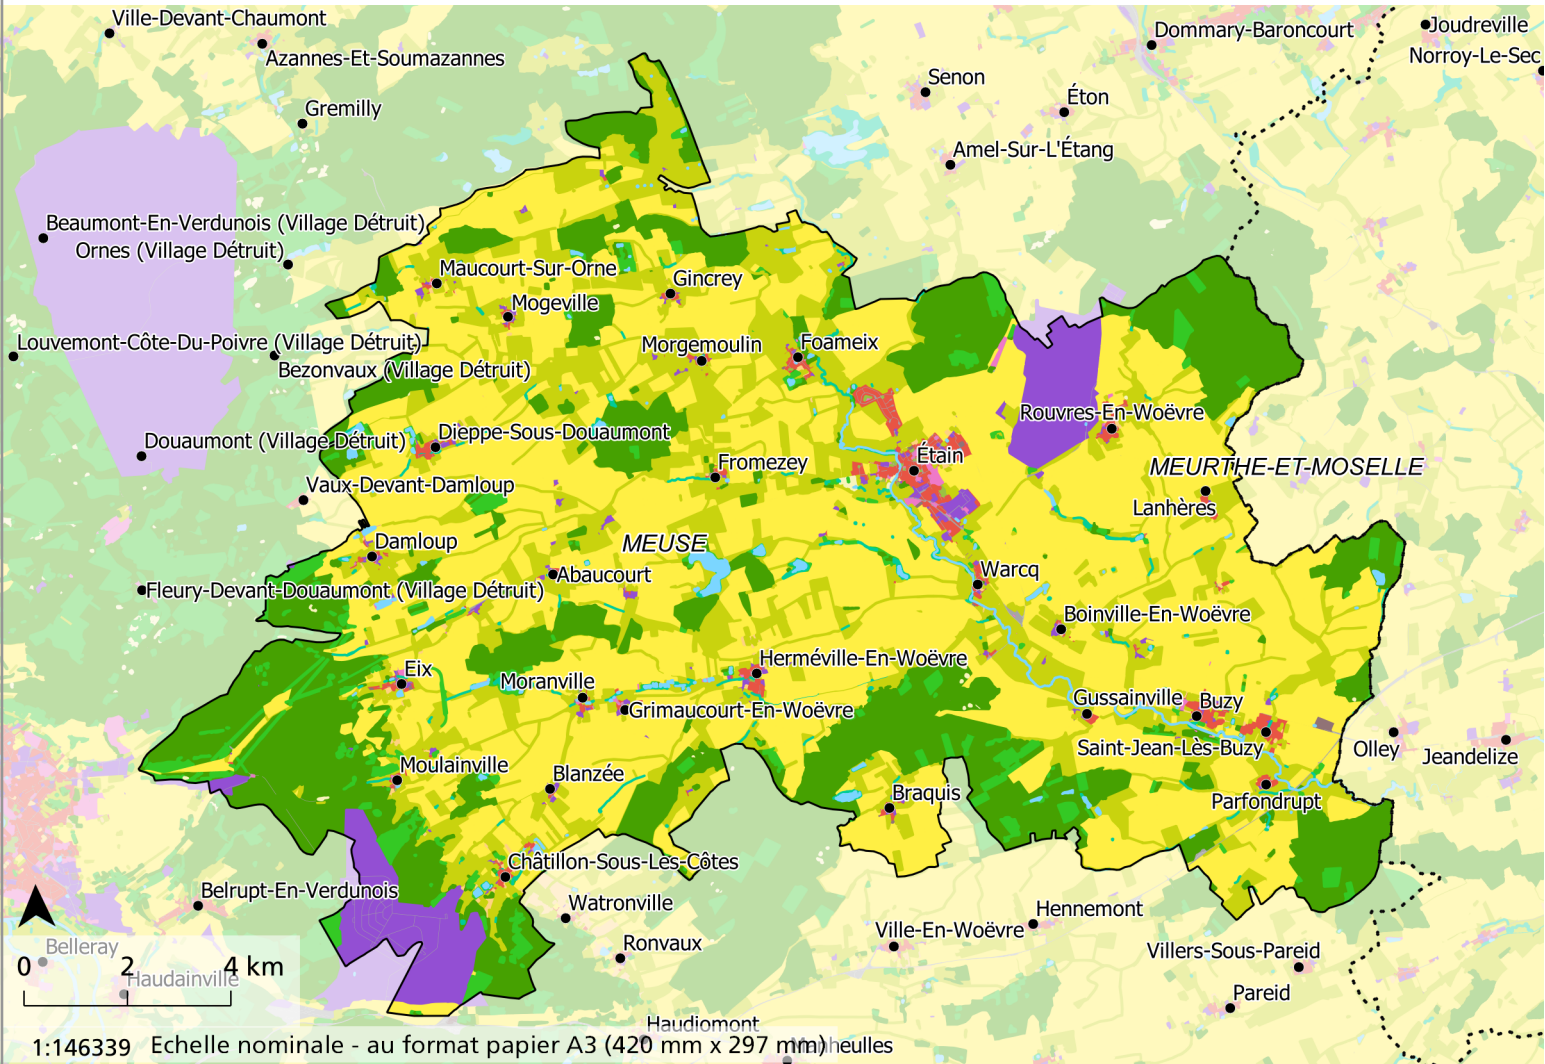 Ville-Devant-Chaumont
Azannes-Et-Soumazannes
Dommary-Baroncourt
Joudreville
Norroy-Le-Sec
Senon
Éton
Gremilly
Amel-Sur-L'Étang
Beaumont-En-Verdunois (Village Détruit)
Ornes (Village Détruit)
Maucourt-Sur-Orne
Gincrey
Mogeville
Louvemont-Côte-Du-Poivre (Village Détruit)
Morgemoulin
Foameix
Bezonvaux (Village Détruit)
Rouvres-En-Woëvre
Douaumont (Village Détruit)
Dieppe-Sous-Douaumont
Fromezey
Étain
MEURTHE-ET-MOSELLE
Vaux-Devant-Damloup
Lanhères
Damloup
MEUSE
Abaucourt
Warcq
Fleury-Devant-Douaumont (Village Détruit)
Boinville-En-Woëvre
Eix
Moranville
Herméville-En-Woëvre
Grimaucourt-En-Woëvre
Gussainville
Buzy
Saint-Jean-Lès-Buzy
Olley
Jeandelize
Moulainville
Blanzée
Braquis
Parfondrupt
Châtillon-Sous-Les-Côtes
Belrupt-En-Verdunois
Watronville
Hennemont
Ville-En-Woëvre
Ronvaux
Villers-Sous-Pareid
Belleray
0 2 4 km
Haudainville
Pareid
Haudiomont
1:146339 Echelle nominale - au format papier A3 (420 mm x 297 mm)
Manheulles